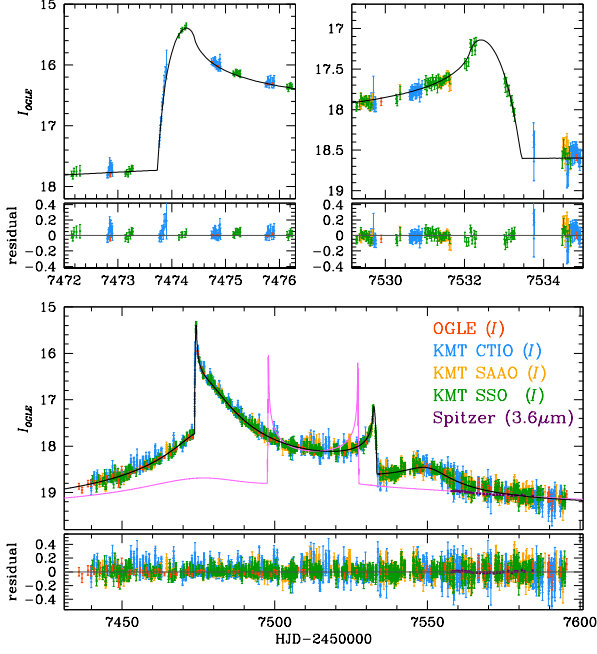 15
16
17
18
I_OGLE
17
17.5
18
18.5
19
0.4
0.2
0
−0.2
−0.4
residual
0.4
0.2
0
−0.2
−0.4
7472 7473 7474 7475 7476
7530 7532 7534
15
16
17
18
19
I_OGLE
OGLE (I)
KMT CTIO (I)
KMT SAAO (I)
KMT SSO (I)
Spitzer (3.6μm)
0.4
0.2
0
−0.2
−0.4
residual
7450 7500 7550 7600
HJD−2450000